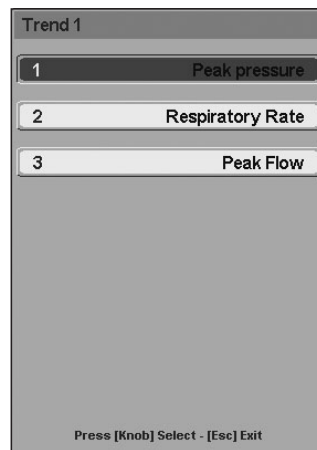 Trend 1
1 Peak pressure
2 Respiratory Rate
3 Peak Flow
Press [Knob] Select - [Esc] Exit